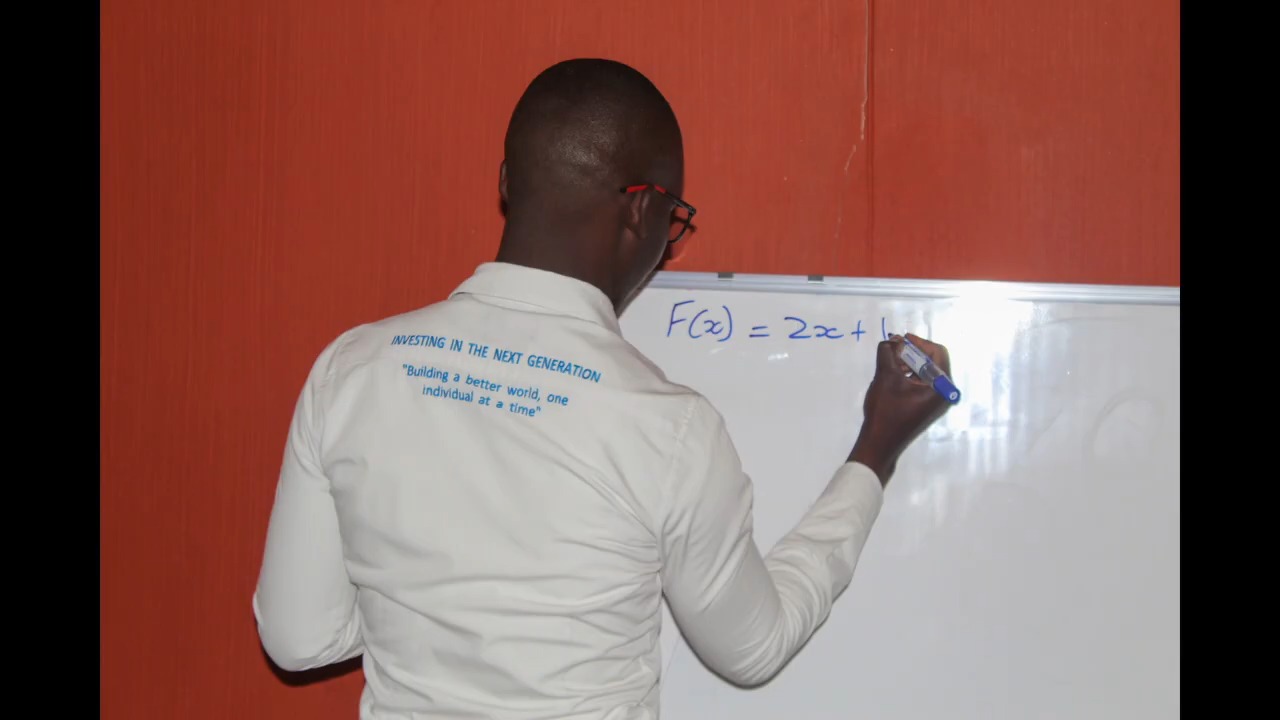 F(x) = 2x +
INVESTING IN THE NEXT GENERATION
"Building a better world, one
individual at a time"